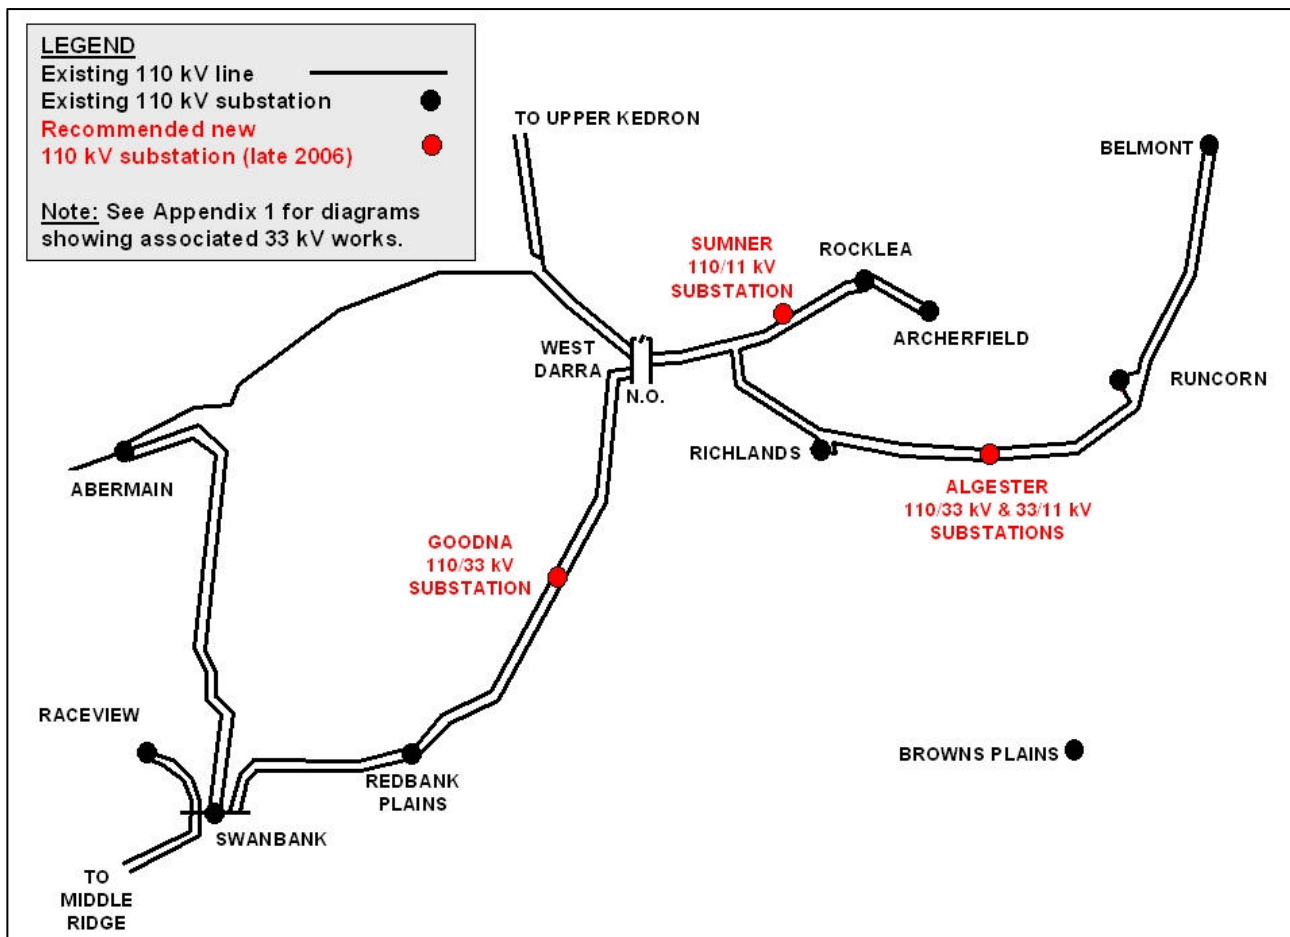 LEGEND
Existing 110 kV line
Existing 110 kV substation
Recommended new
110 kV substation (late 2006)
Note: See Appendix 1 for diagrams
showing associated 33 kV works.
TO UPPER KEDRON
BELMONT
SUMNER
110/11 kV
SUBSTATION
ROCKLEA
ARCHERFIELD
WEST
DARRA
N.O.
RUNCORN
RICHLANDS
ABERMAIN
ALGESTER
110/33 kV & 33/11 kV
SUBSTATIONS
GOODNA
110/33 kV
SUBSTATION
RACEVIEW
BROWNS PLAINS
REDBANK
PLAINS
SWANBANK
TO
MIDDLE
RIDGE